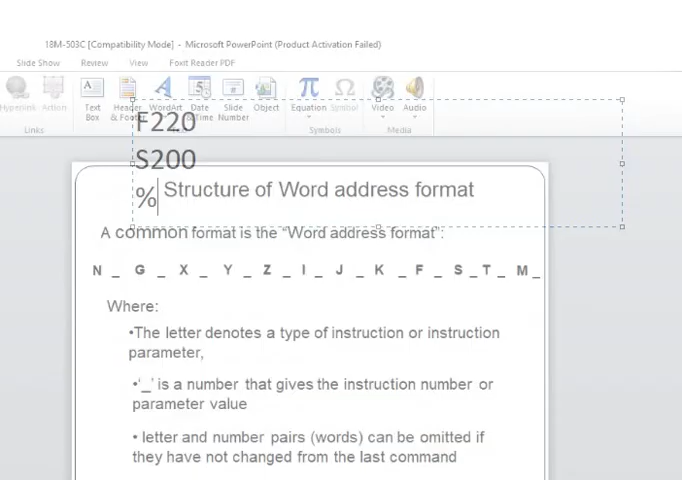 18M-503C [Compatibility Mode] - Microsoft PowerPoint (Product Activation Failed)
Slide Show Review View Foxit Reader PDF
Hyperlink Action Text Box Header & Footer WordArt Date & Time Slide Number Object Equation Symbol Video Audio
Links Symbols Media
F220
S200
% Structure of Word address format
A common format is the “Word address format”:
N _ G _ X _ Y _ Z _ I _ J _ K _ F _ S _ T _ M _
Where:
•The letter denotes a type of instruction or instruction
parameter,
•‘_’ is a number that gives the instruction number or
parameter value
• letter and number pairs (words) can be omitted if
they have not changed from the last command